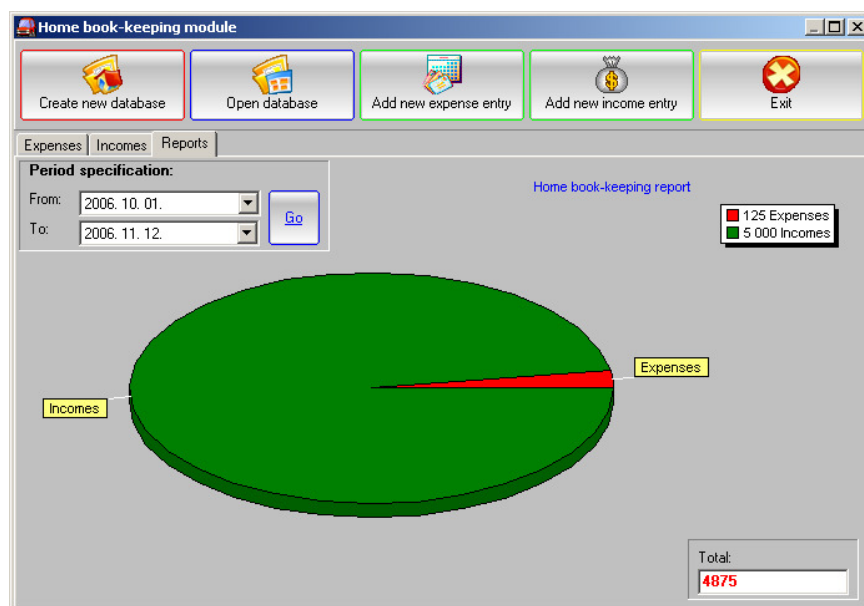 Home book-keeping module
Create new database
Open database
Add new expense entry
Add new income entry
Exit
Expenses
Incomes
Reports
Period specification:
From:
2006. 10. 01.
To:
2006. 11. 12.
Go
Home book-keeping report
125 Expenses
5 000 Incomes
Expenses
Incomes
Total:
4875